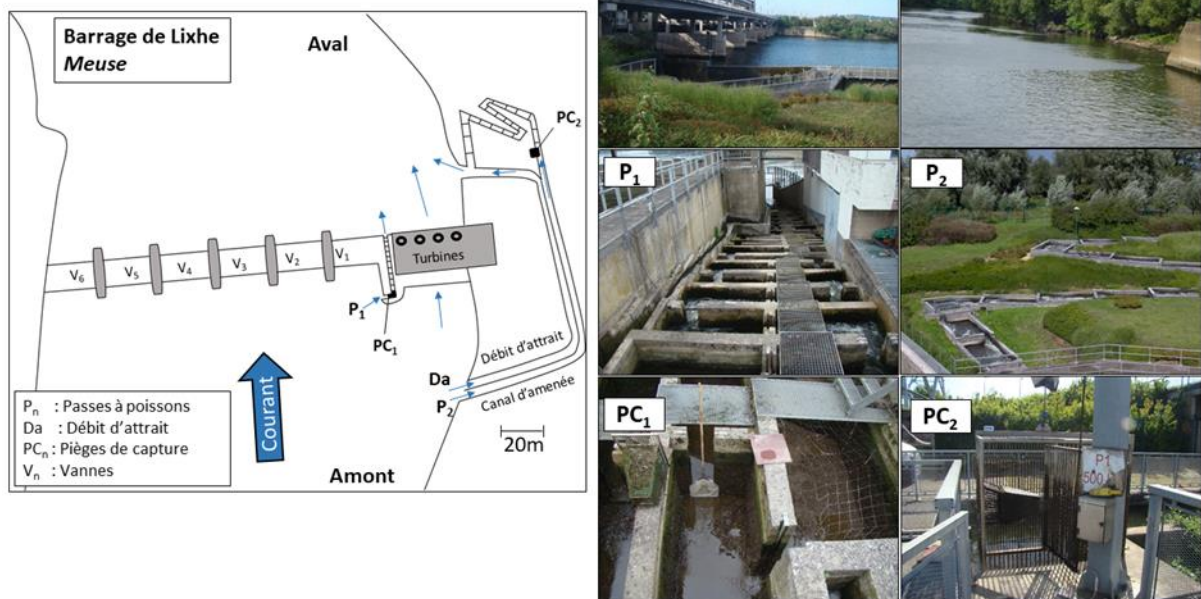 Barrage de Lixhe
Meuse
Aval
PC2
V6
V5
V4
V3
V2
V1
Turbines
P1
PC1
Débit d'attrait
Da
P2
Canal d'amenée
Courant
20m
Amont
Pn : Passes à poissons
Da : Débit d'attrait
PCn : Pièges de capture
Vn : Vannes
P1
P2
PC1
PC2
P1
500